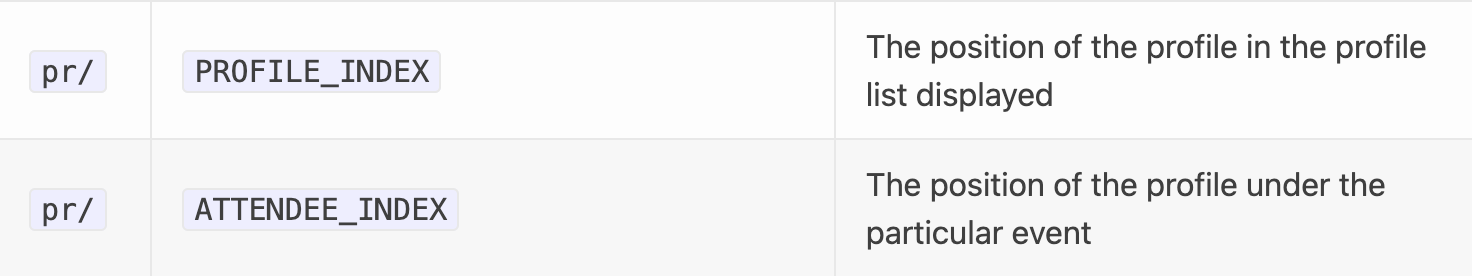 pr/ PROFILE_INDEX The position of the profile in the profile
list displayed
pr/ ATTENDEE_INDEX The position of the profile under the
particular event